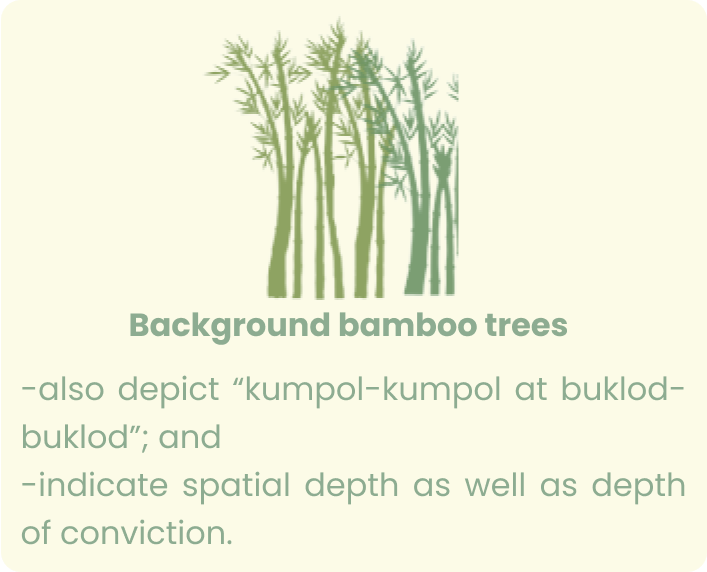 Background bamboo trees
-also depict “kumpol-kumpol at buklod-
buklod”; and
-indicate spatial depth as well as depth
of conviction.